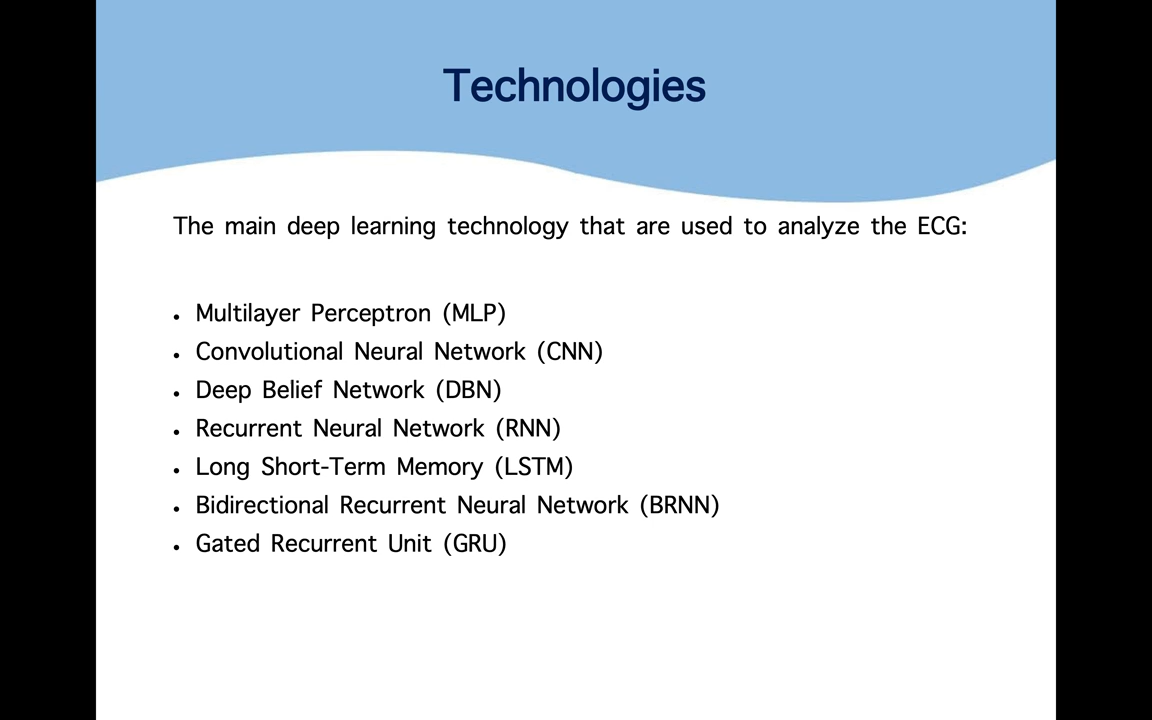 Technologies
The main deep learning technology that are used to analyze the ECG:
• Multilayer Perceptron (MLP)
• Convolutional Neural Network (CNN)
• Deep Belief Network (DBN)
• Recurrent Neural Network (RNN)
• Long Short-Term Memory (LSTM)
• Bidirectional Recurrent Neural Network (BRNN)
• Gated Recurrent Unit (GRU)